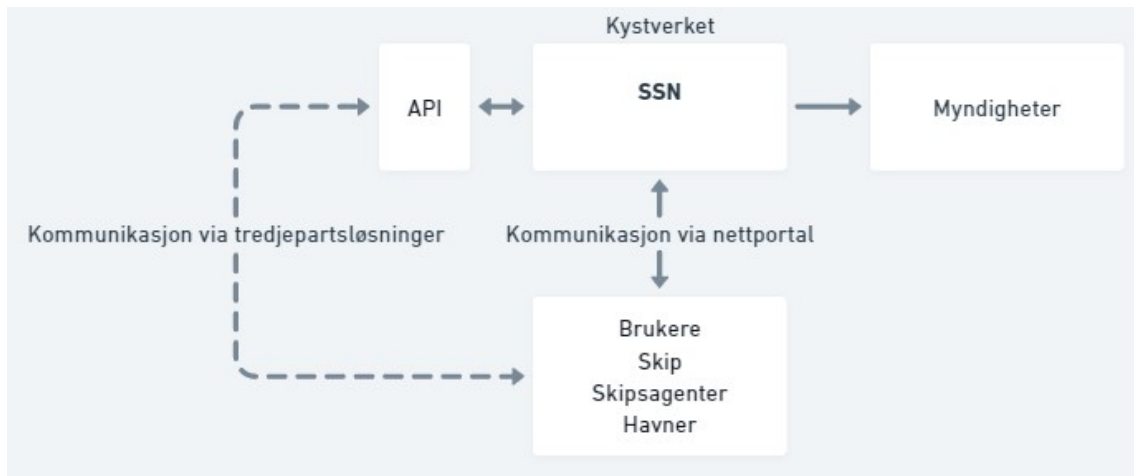 Kystverket
API
SSN
Myndigheter
Kommunikasjon via tredjepartsløsninger
Kommunikasjon via nettportal
Brukere
Skip
Skipsagenter
Havner